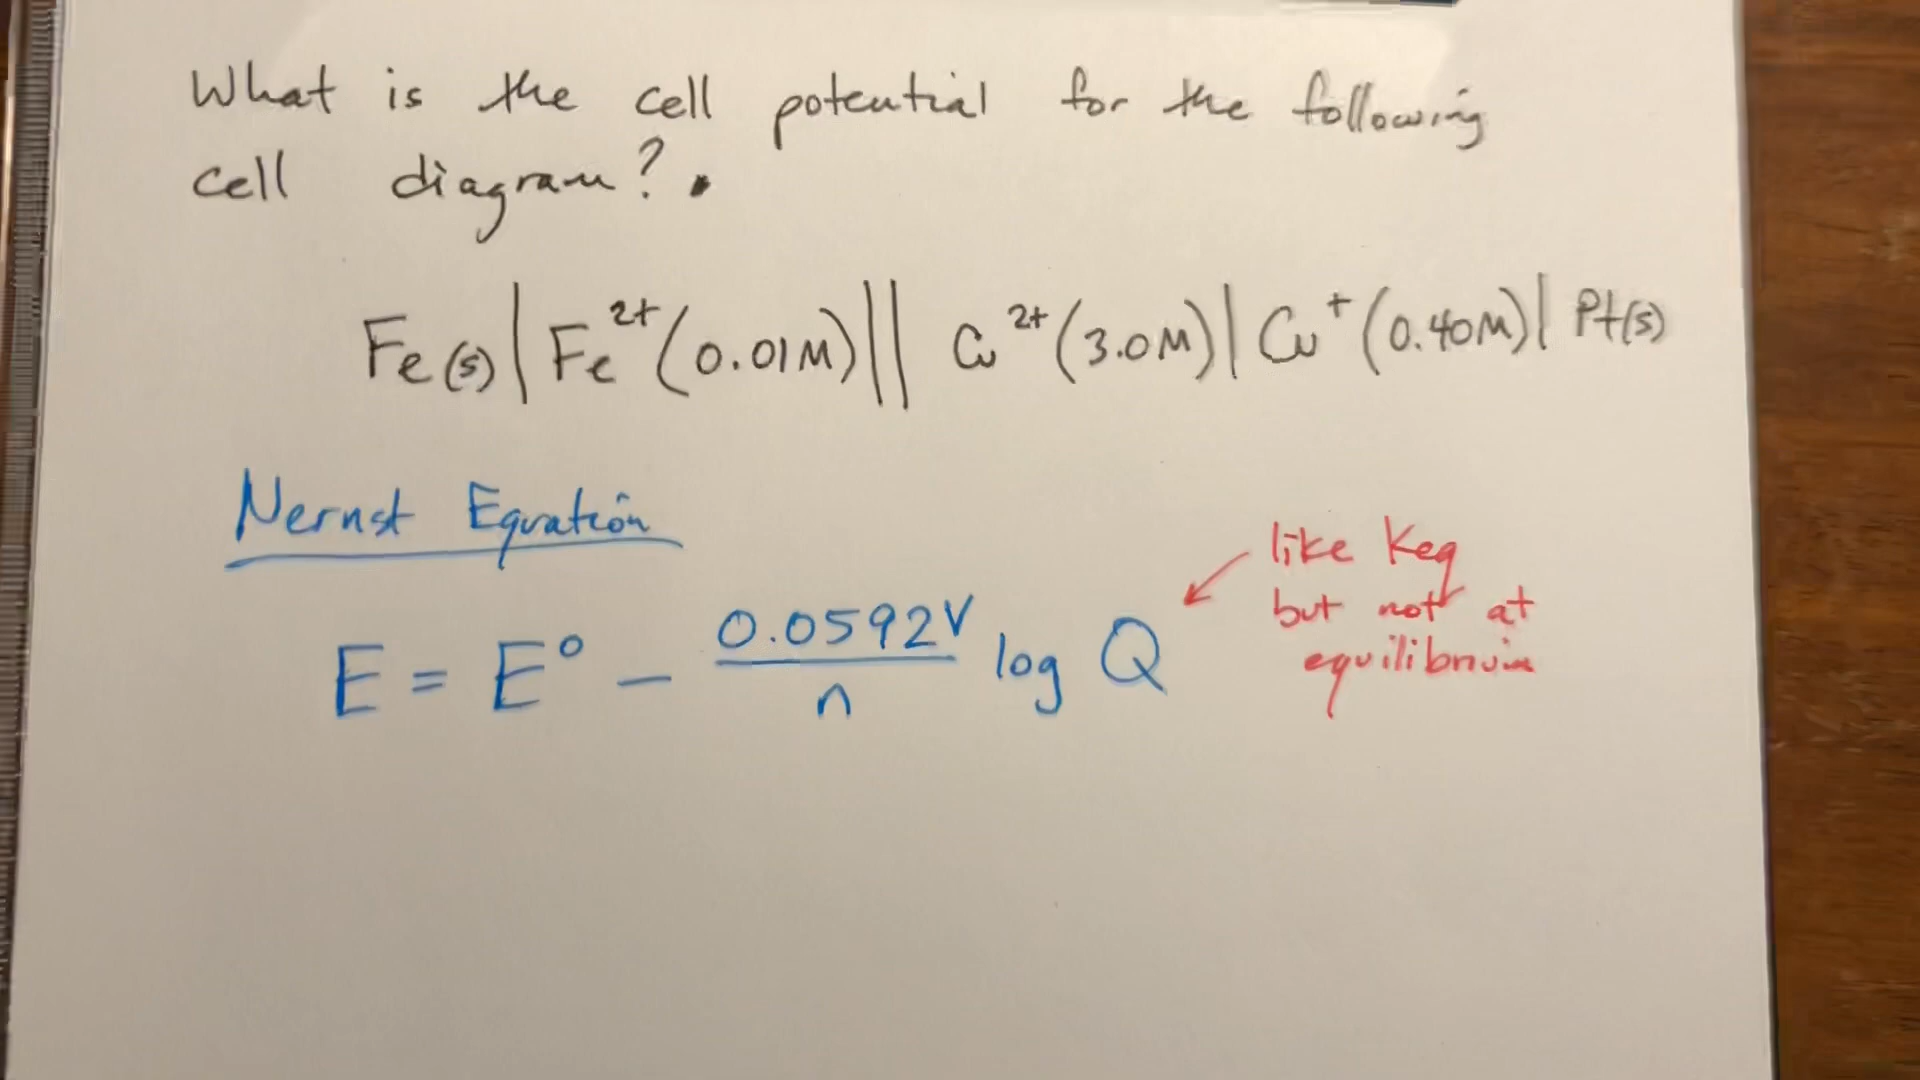 What is the cell potential for the following
cell diagram?
Fe(s) | Fe²⁺ (0.01M) || Cu²⁺ (3.0M) | Cu⁺ (0.40M) | Pt(s)
Nernst Equation
E = E° - 0.0592V / n log Q
like Keq
but not at
equilibrium